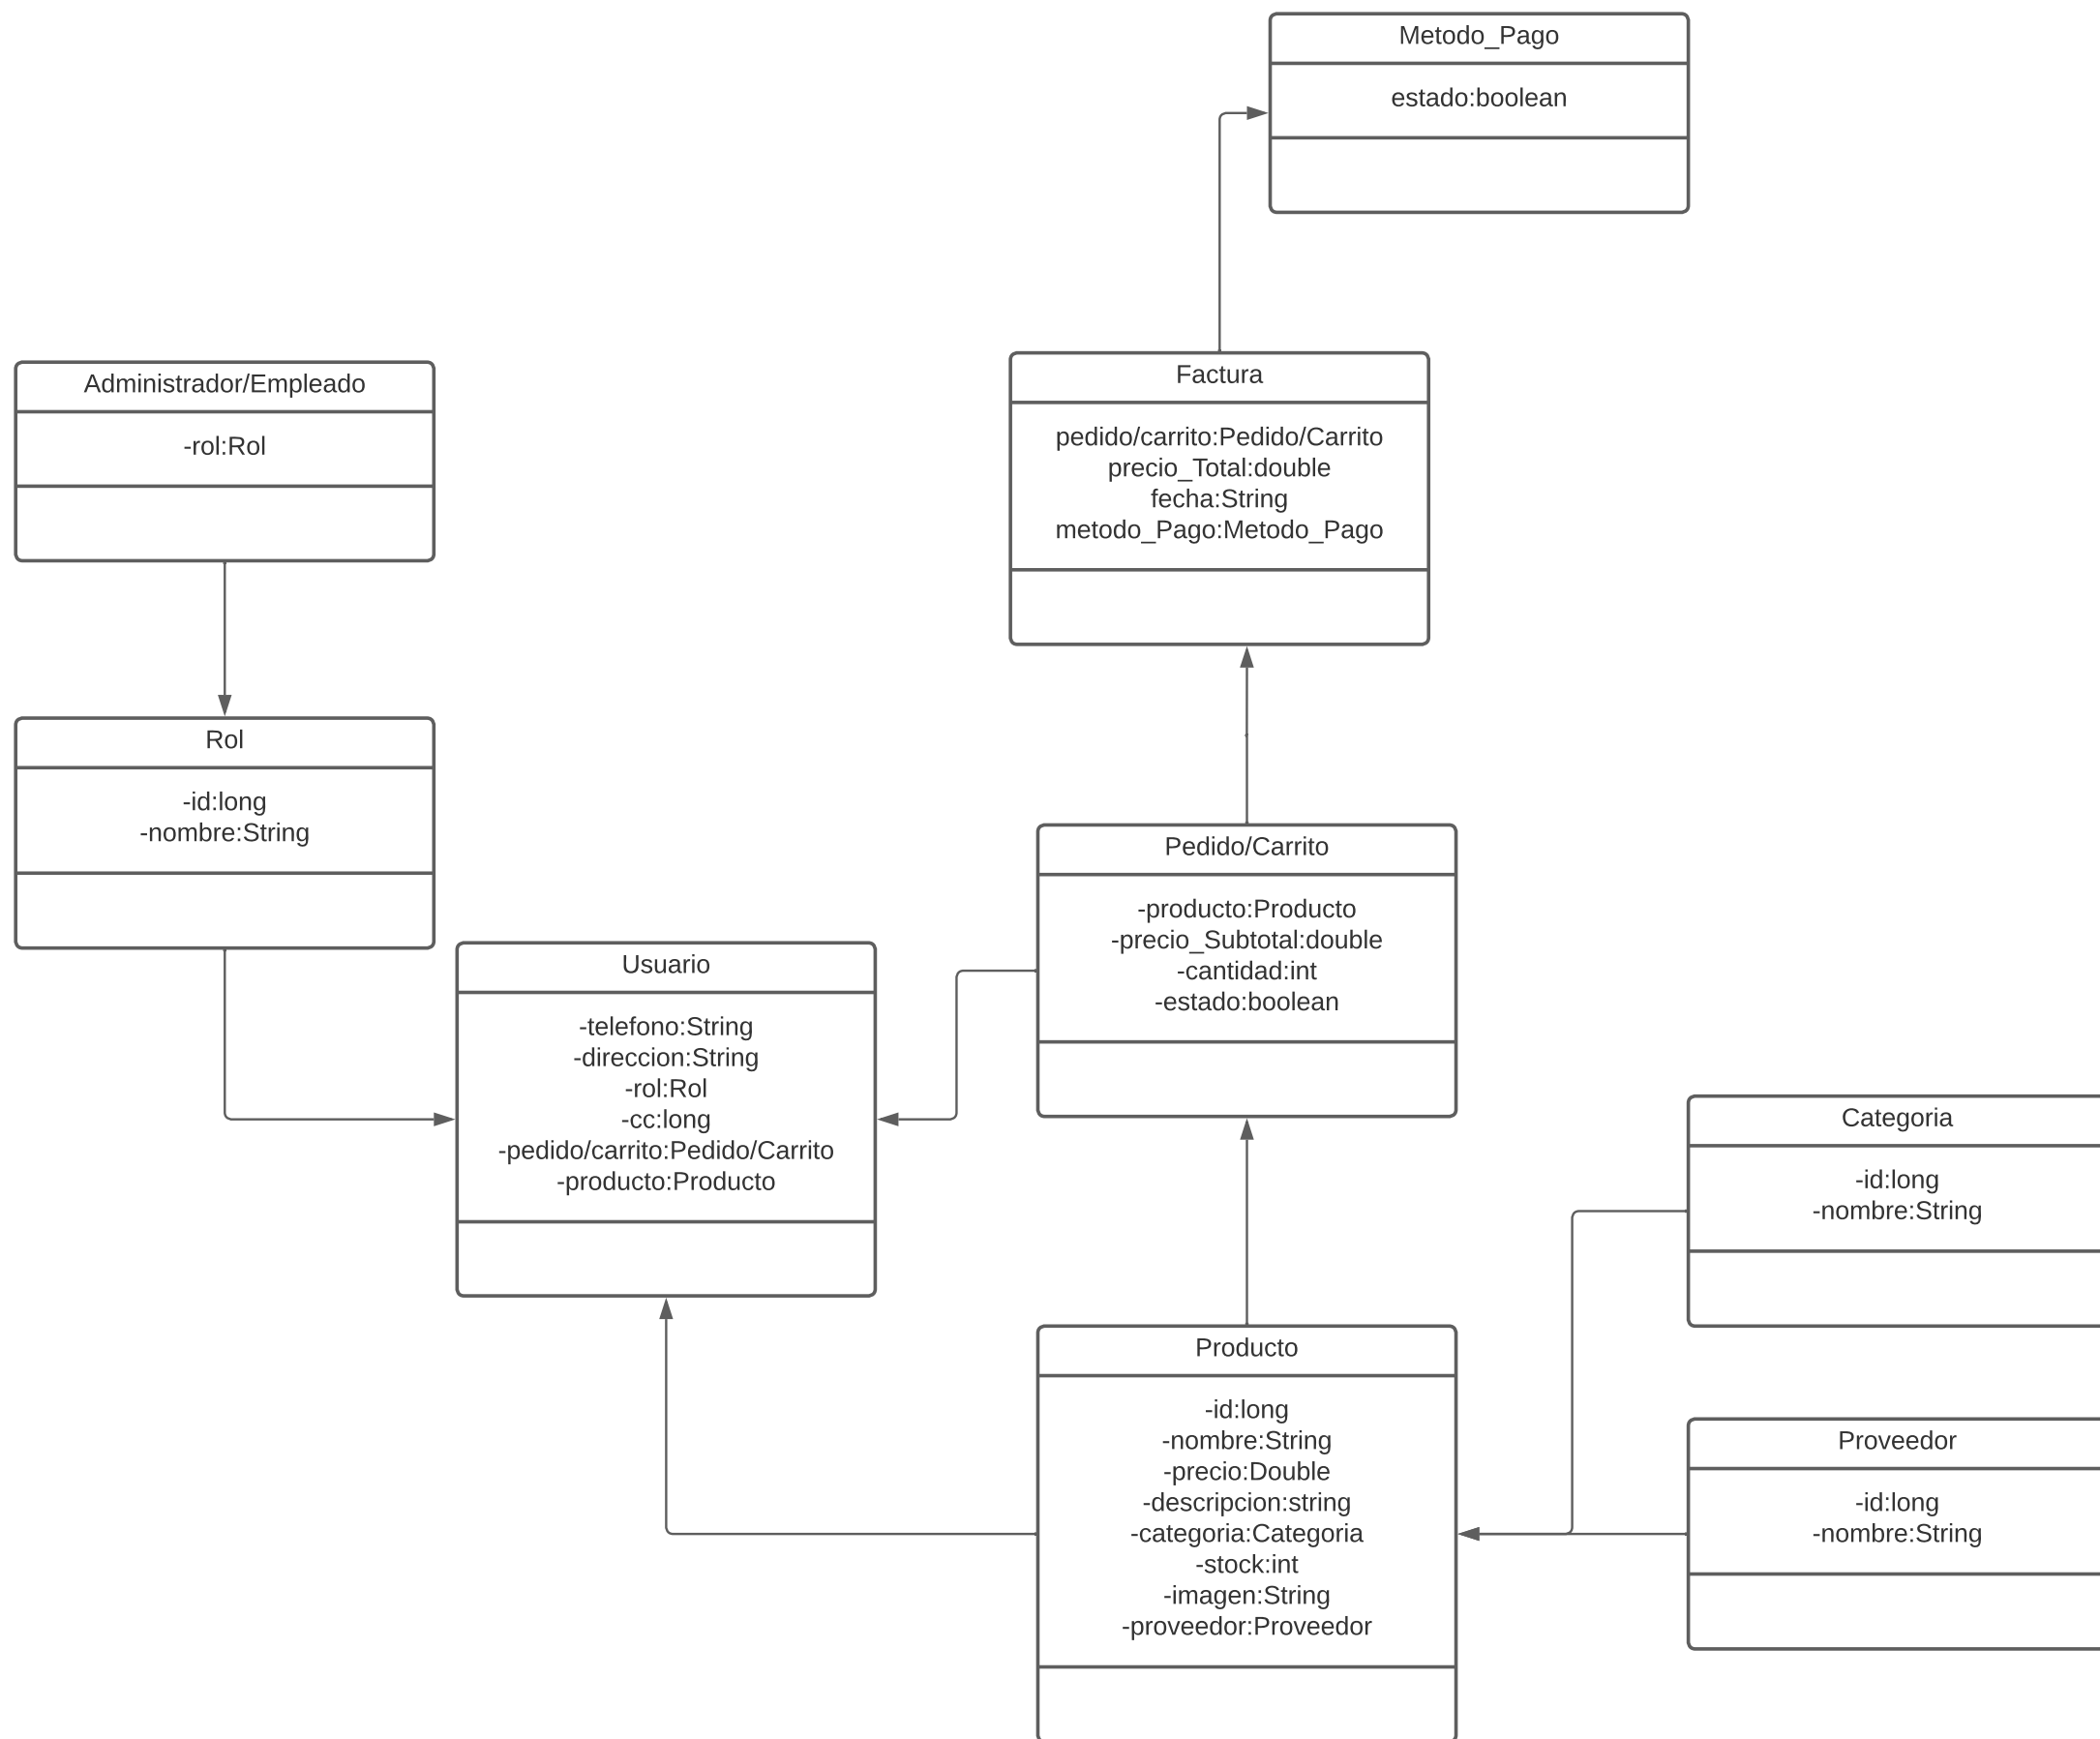 Metodo_Pago
estado:boolean
Administrador/Empleado
-rol:Rol
Factura
pedido/carrito:Pedido/Carrito
precio_Total:double
fecha:String
metodo_Pago:Metodo_Pago
Rol
-id:long
-nombre:String
Pedido/Carrito
-producto:Producto
-precio_Subtotal:double
-cantidad:int
-estado:boolean
Usuario
-telefono:String
-direccion:String
-rol:Rol
-cc:long
-pedido/carrito:Pedido/Carrito
-producto:Producto
Categoria
-id:long
-nombre:String
Producto
-id:long
-nombre:String
-precio:Double
-descripcion:string
-categoria:Categoria
-stock:int
-imagen:String
-proveedor:Proveedor
Proveedor
-id:long
-nombre:String